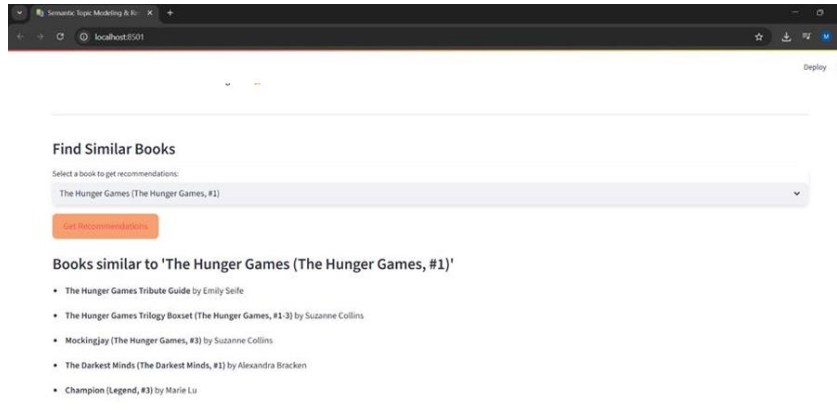 Semantic Topic Modeling & Re
localhost:8501
M
Deploy
Find Similar Books
Select a book to get recommendations:
The Hunger Games (The Hunger Games, #1)
Get Recommendations
Books similar to 'The Hunger Games (The Hunger Games, #1)'
• The Hunger Games Tribute Guide by Emily Seife
• The Hunger Games Trilogy Boxset (The Hunger Games, #1-3) by Suzanne Collins
• Mockingjay (The Hunger Games, #3) by Suzanne Collins
• The Darkest Minds (The Darkest Minds, #1) by Alexandra Bracken
• Champion (Legend, #3) by Marie Lu